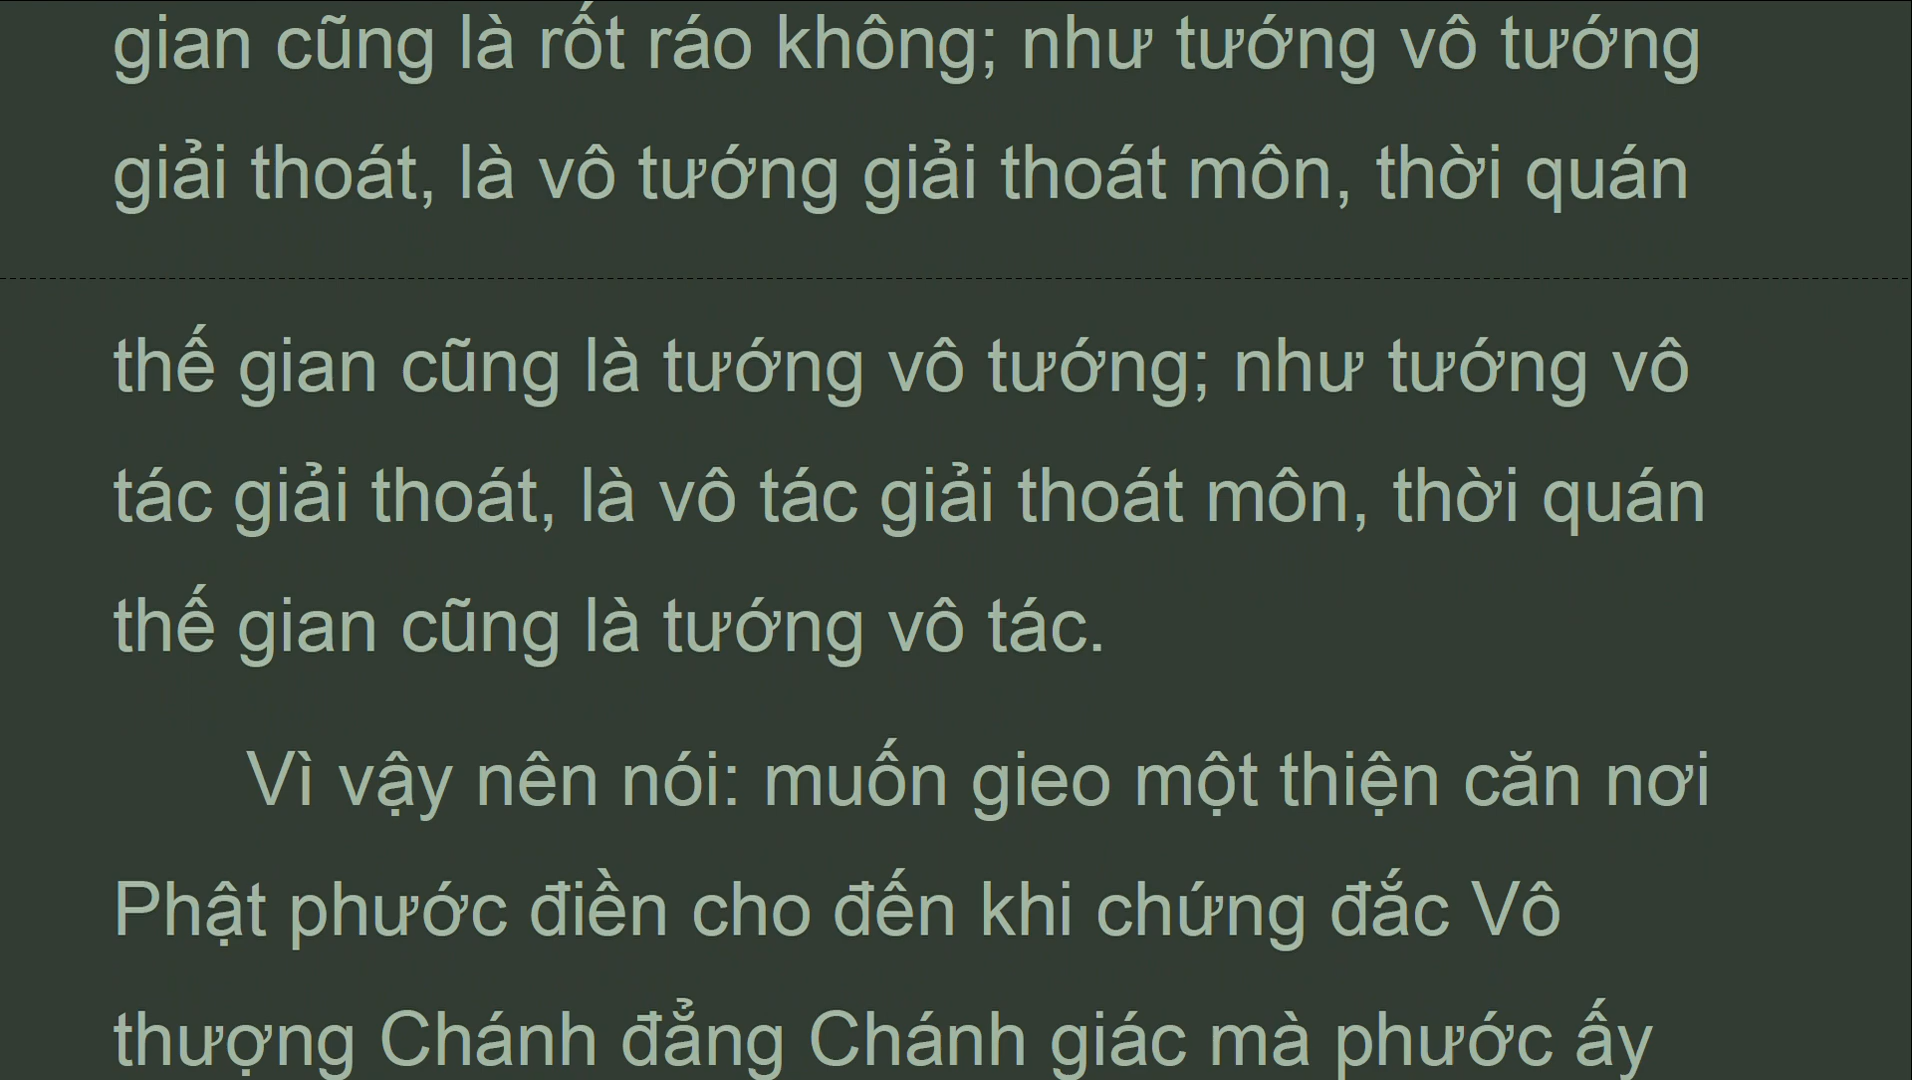 gian cũng là rốt ráo không; như tướng vô tướng
giải thoát, là vô tướng giải thoát môn, thời quán
thế gian cũng là tướng vô tướng; như tướng vô
tác giải thoát, là vô tác giải thoát môn, thời quán
thế gian cũng là tướng vô tác.
Vì vậy nên nói: muốn gieo một thiện căn nơi
Phật phước điền cho đến khi chứng đắc Vô
thượng Chánh đẳng Chánh giác mà phước ấy